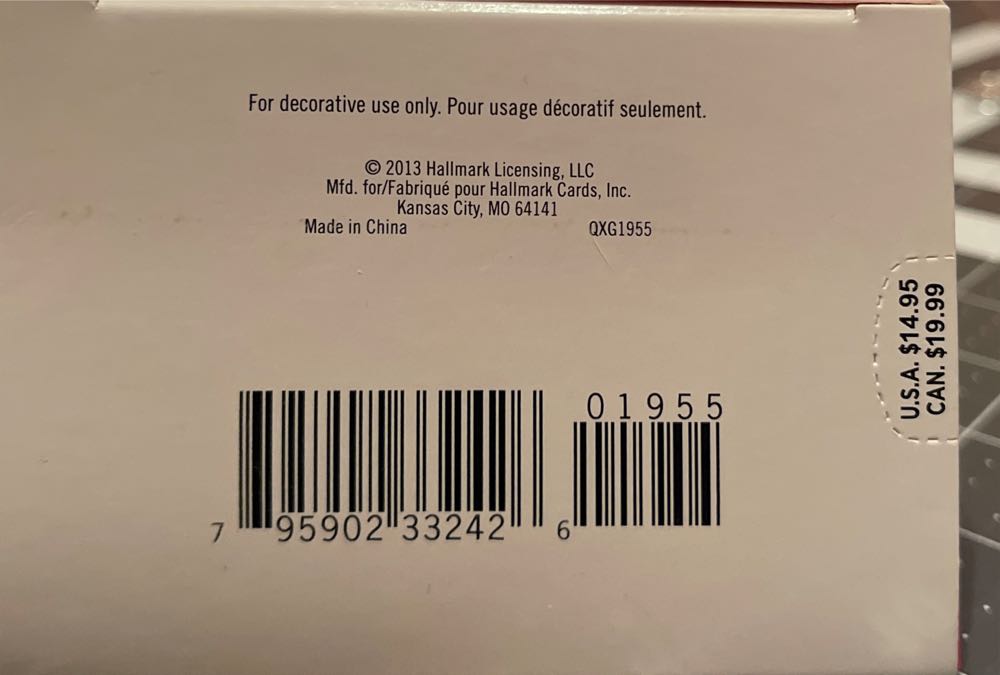 For decorative use only. Pour usage décoratif seulement.
© 2013 Hallmark Licensing, LLC
Mfd. for/Fabriqué pour Hallmark Cards, Inc.
Kansas City, MO 64141
Made in China QXG1955
U.S.A. $14.95
CAN. $19.99
01955
7 95902 33242 6